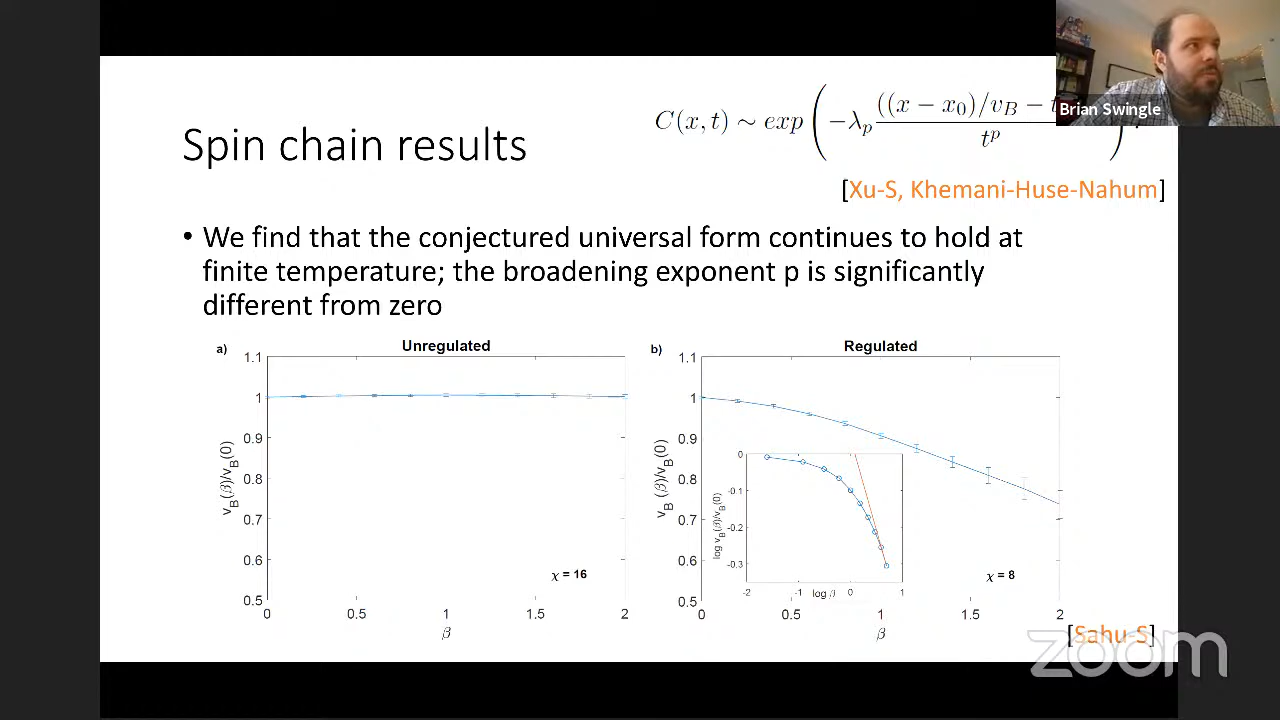 C(x, t) ∼ exp ( −λ_p ((x − x_0)/v_B − t / t^p )
Brian Swingle
Spin chain results
[Xu-S, Khemani-Huse-Nahum]
• We find that the conjectured universal form continues to hold at
finite temperature; the broadening exponent p is significantly
different from zero
a) Unregulated
1.1
1
0.9
0.8
0.7
0.6
0.5
v_B(β)/v_B(0)
χ = 16
0 0.5 1 1.5 2
β
b) Regulated
1.1
1
0.9
0.8
0.7
0.6
0.5
v_B(β)/v_B(0)
0
-0.1
-0.2
-0.3
log v_B(β)/v_B(0)
-2 -1 0 1
log β
χ = 8
0 0.5 1 1.5 2
β
[Sahu-S]
zoom